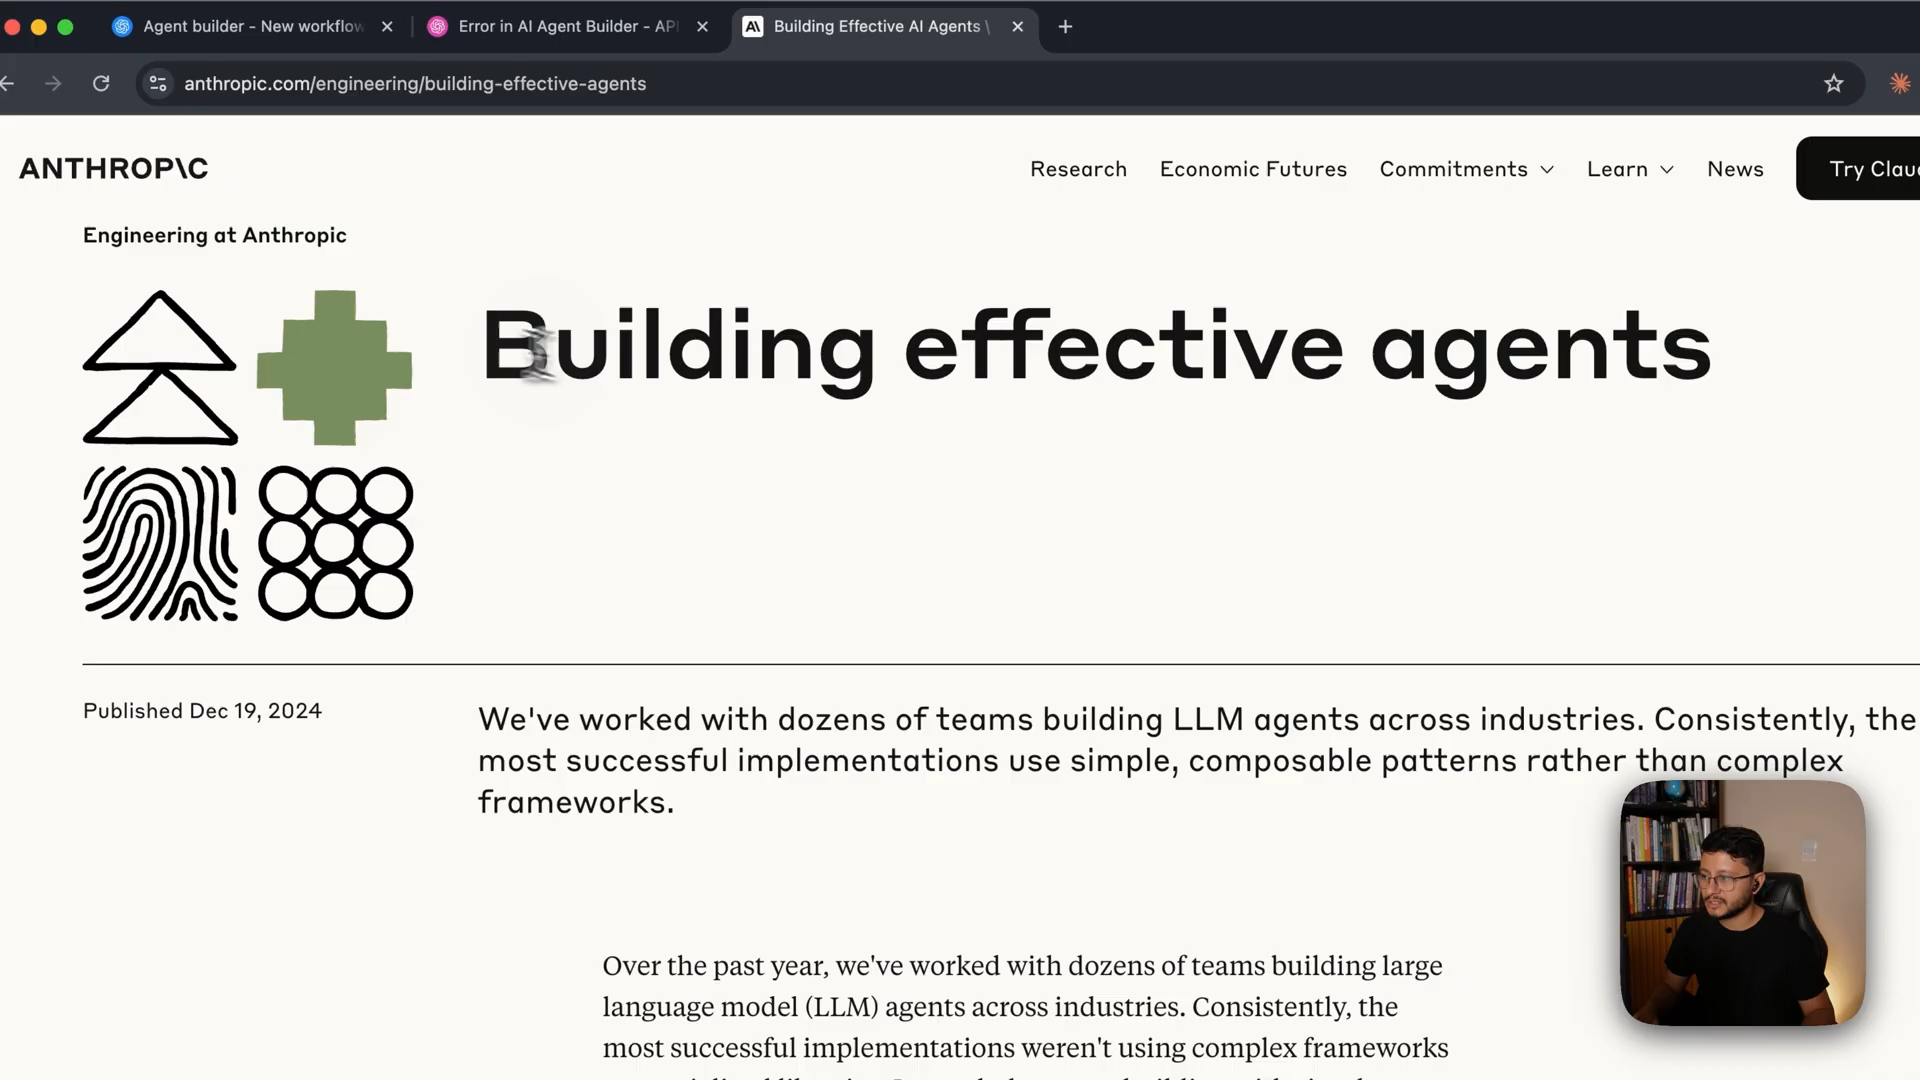 Agent builder - New workflow
Error in AI Agent Builder - API
Building Effective AI Agents \
anthropic.com/engineering/building-effective-agents
ANTHROP\C
Research
Economic Futures
Commitments
Learn
News
Try Clau
Engineering at Anthropic
Building effective agents
Published Dec 19, 2024
We've worked with dozens of teams building LLM agents across industries. Consistently, the
most successful implementations use simple, composable patterns rather than complex
frameworks.
Over the past year, we've worked with dozens of teams building large
language model (LLM) agents across industries. Consistently, the
most successful implementations weren't using complex frameworks